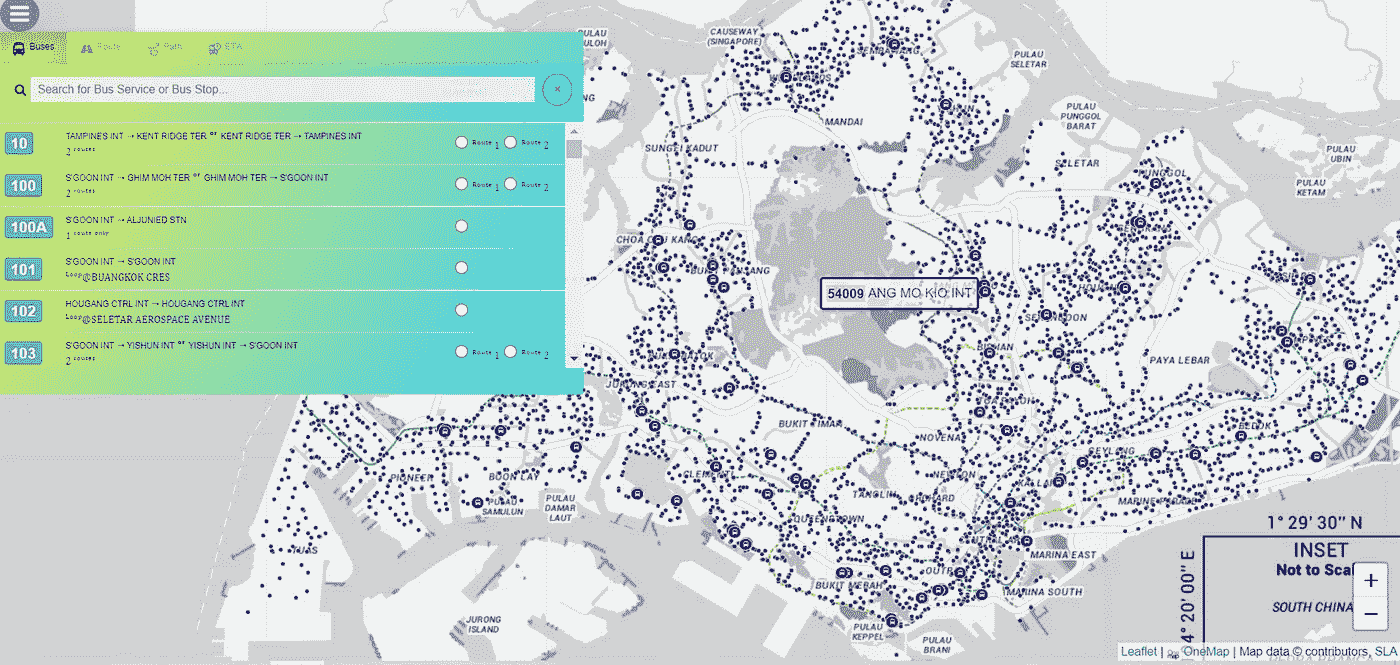 Buses
Route
Path
ETA
Search for Bus Service or Bus Stop...
×
10
TAMPINES INT → KENT RIDGE TER or KENT RIDGE TER → TAMPINES INT
2 routes
Route 1
Route 2
100
S'GOON INT → GHIM MOH TER or GHIM MOH TER → S'GOON INT
2 routes
Route 1
Route 2
100A
S'GOON INT → ALJUNIED STN
1 route only
101
S'GOON INT → S'GOON INT
Loop@BUANGKOK CRES
102
HOUGANG CTRL INT → HOUGANG CTRL INT
Loop@SELETAR AEROSPACE AVENUE
103
S'GOON INT → YISHUN INT or YISHUN INT → S'GOON INT
2 routes
Route 1
Route 2
PULAU
CAUSEWAY
(SINGAPORE)
SEMBAWANG
PULAU
SELETAR
PULAU
PUNGGOL
BARAT
MANDAI
SUNGEI KADUT
SELETAR
PUNGGOL
PULAU
UBIN
PULAU
KETAM
CHOA CHU KANG
54009 ANG MO KIO INT
BISHAN
PAYA LEBAR
JURONG EAST
BUKIT TIMAH
NOVENA
BEDOK
GEYLANG
PIONEER
BOON LAY
CLEMENTI
NEWTON
TANGLIN
ORCHARD
KALLANG
MARINE PARADE
PULAU
SAMULUN
PULAU
DAMAR
LAUT
QUEENSTOWN
TUAS
MARINA EAST
BUKIT MERAH
MARINA SOUTH
JURONG
ISLAND
PULAU
KEPPEL
PULAU
BRANI
1° 29' 30" N
4° 20' 00" E
INSET
Not to Scal
SOUTH CHINA
+
−
Leaflet | OneMap | Map data © contributors, SLA